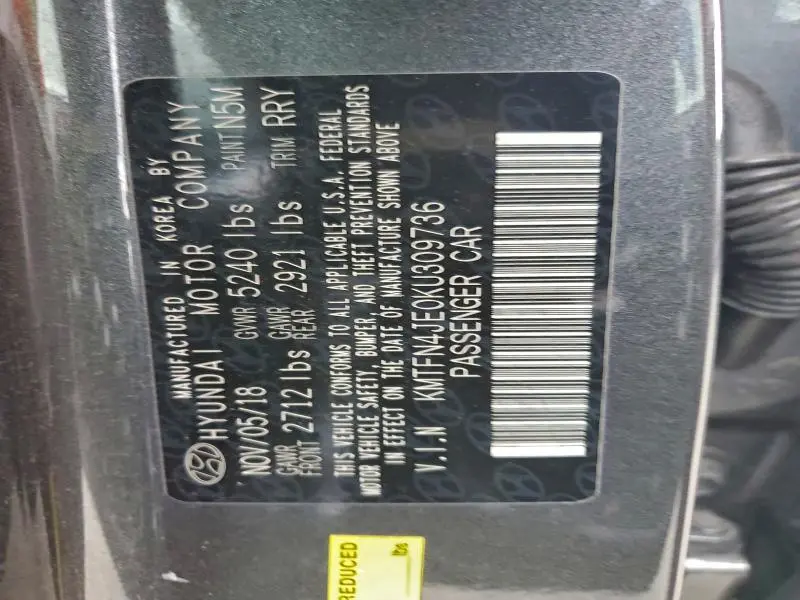 MANUFACTURED IN KOREA BY
HYUNDAI MOTOR COMPANY
NOV/05/18 GVWR 5240 lbs PAINT N5M
GAWR FRONT 2712 lbs GAWR REAR 2921 lbs TRIM RRY
THIS VEHICLE CONFORMS TO ALL APPLICABLE U.S.A. FEDERAL
MOTOR VEHICLE SAFETY, BUMPER, AND THEFT PREVENTION STANDARDS
IN EFFECT ON THE DATE OF MANUFACTURE SHOWN ABOVE
V.I.N KMTFN4JE0KU309736
PASSENGER CAR
REDUCED
lbs